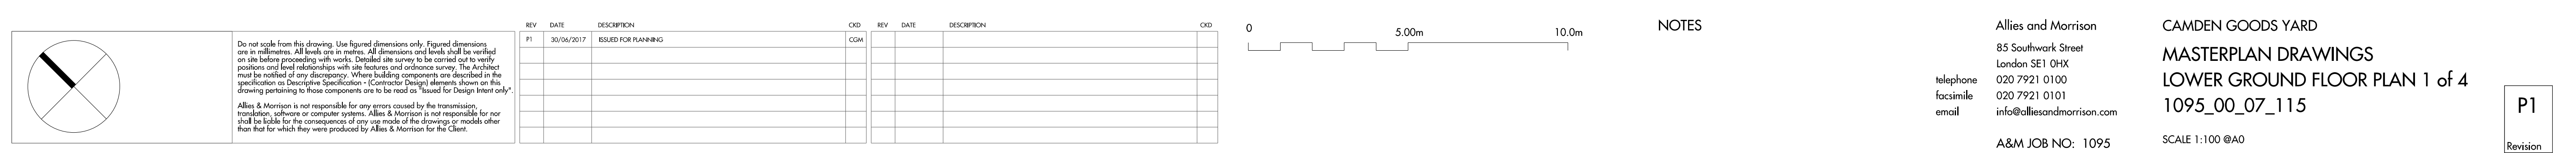 Do not scale from this drawing. Use figured dimensions only. Figured dimensions
are in millimetres. All levels are in metres. All dimensions and levels shall be verified
on site before proceeding with works. Detailed site survey to be carried out to verify
positions and level relationships with site features and ordnance survey. The Architect
must be notified of any discrepancy. Where building components are described in the
specification as Descriptive Specification - (Contractor Design) elements shown on this
drawing pertaining to those components are to be read as "Issued for Design Intent only".
Allies & Morrison is not responsible for any errors caused by the transmission,
translation, software or computer systems. Allies & Morrison is not responsible for nor
shall be liable for the consequences of any use made of the drawings or models other
than that for which they were produced by Allies & Morrison for the Client.
REV DATE DESCRIPTION CKD
P1 30/06/2017 ISSUED FOR PLANNING CGM
REV DATE DESCRIPTION CKD
0 5.00m 10.0m
NOTES
Allies and Morrison
85 Southwark Street
London SE1 0HX
telephone 020 7921 0100
facsimile 020 7921 0101
email info@alliesandmorrison.com
A&M JOB NO: 1095
CAMDEN GOODS YARD
MASTERPLAN DRAWINGS
LOWER GROUND FLOOR PLAN 1 of 4
1095_00_07_115
SCALE 1:100 @A0
P1
Revision